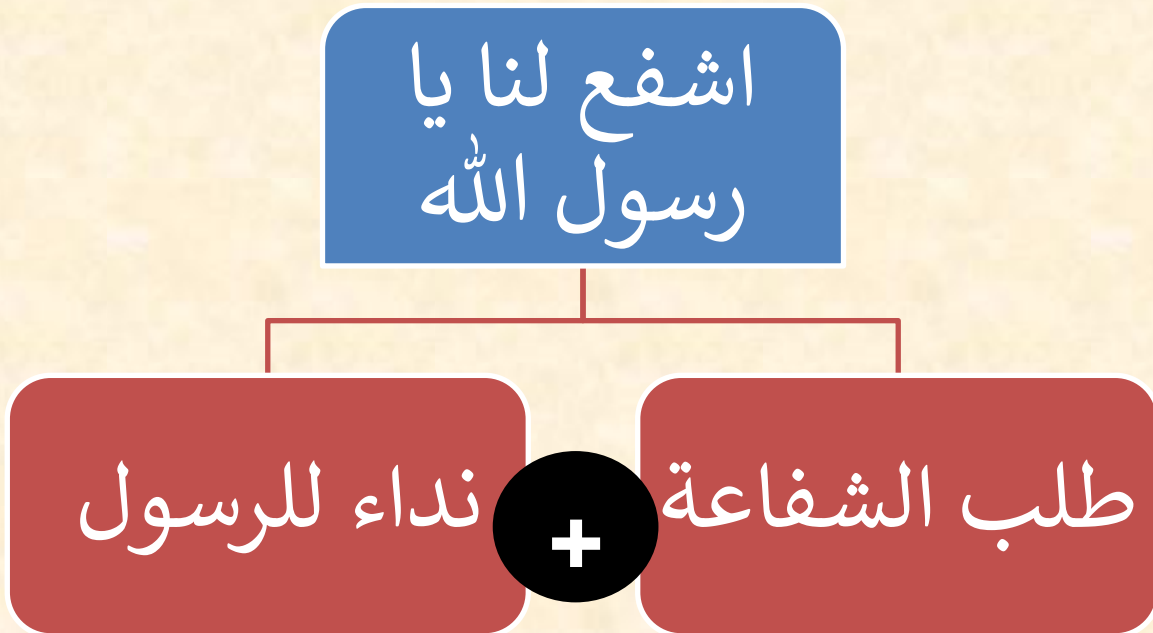 اشفع لنا يا
رسول الله
طلب الشفاعة
+
نداء للرسول